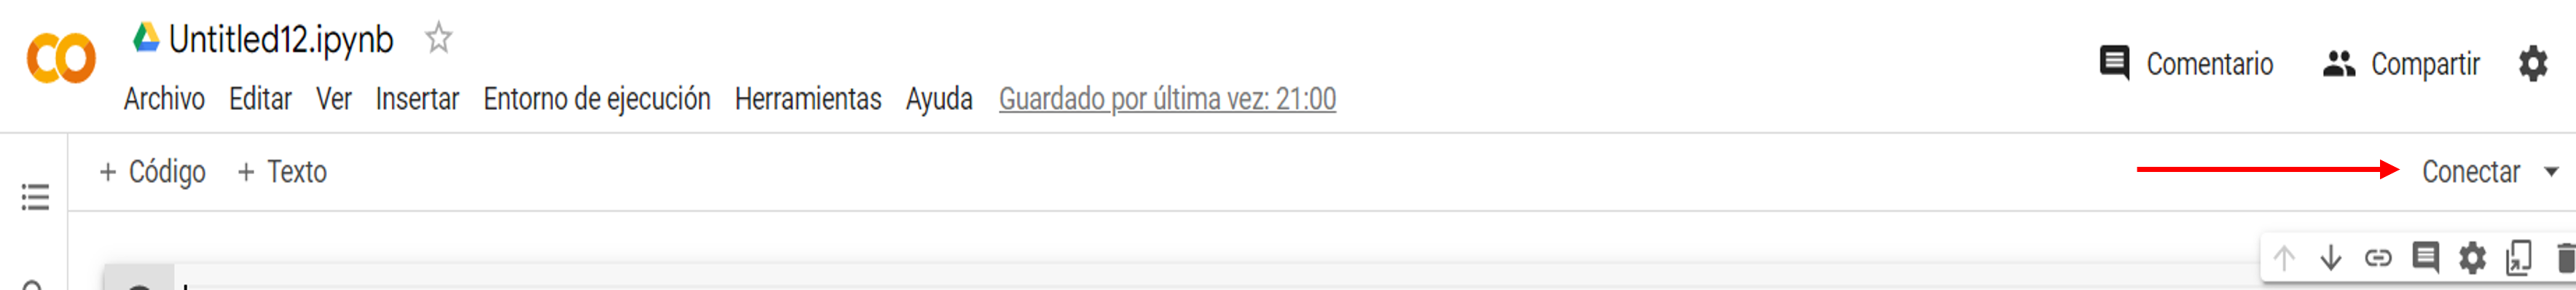 Untitled12.ipynb
Archivo Editar Ver Insertar Entorno de ejecución Herramientas Ayuda Guardado por última vez: 21:00
Comentario Compartir
+ Código + Texto
Conectar